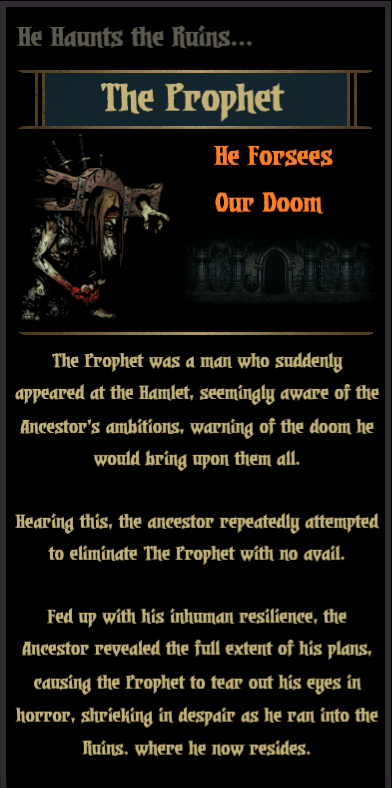 He Haunts the Ruins...
The Prophet
He Forsees
Our Doom
The Prophet was a man who suddenly
appeared at the Hamlet, seemingly aware of the
Ancestor's ambitions, warning of the doom he
would bring upon them all.
Hearing this, the ancestor repeatedly attempted
to eliminate The Prophet with no avail.
Fed up with his inhuman resilience, the
Ancestor revealed the full extent of his plans,
causing the Prophet to tear out his eyes in
horror, shrieking in despair as he ran into the
Ruins. where he now resides.